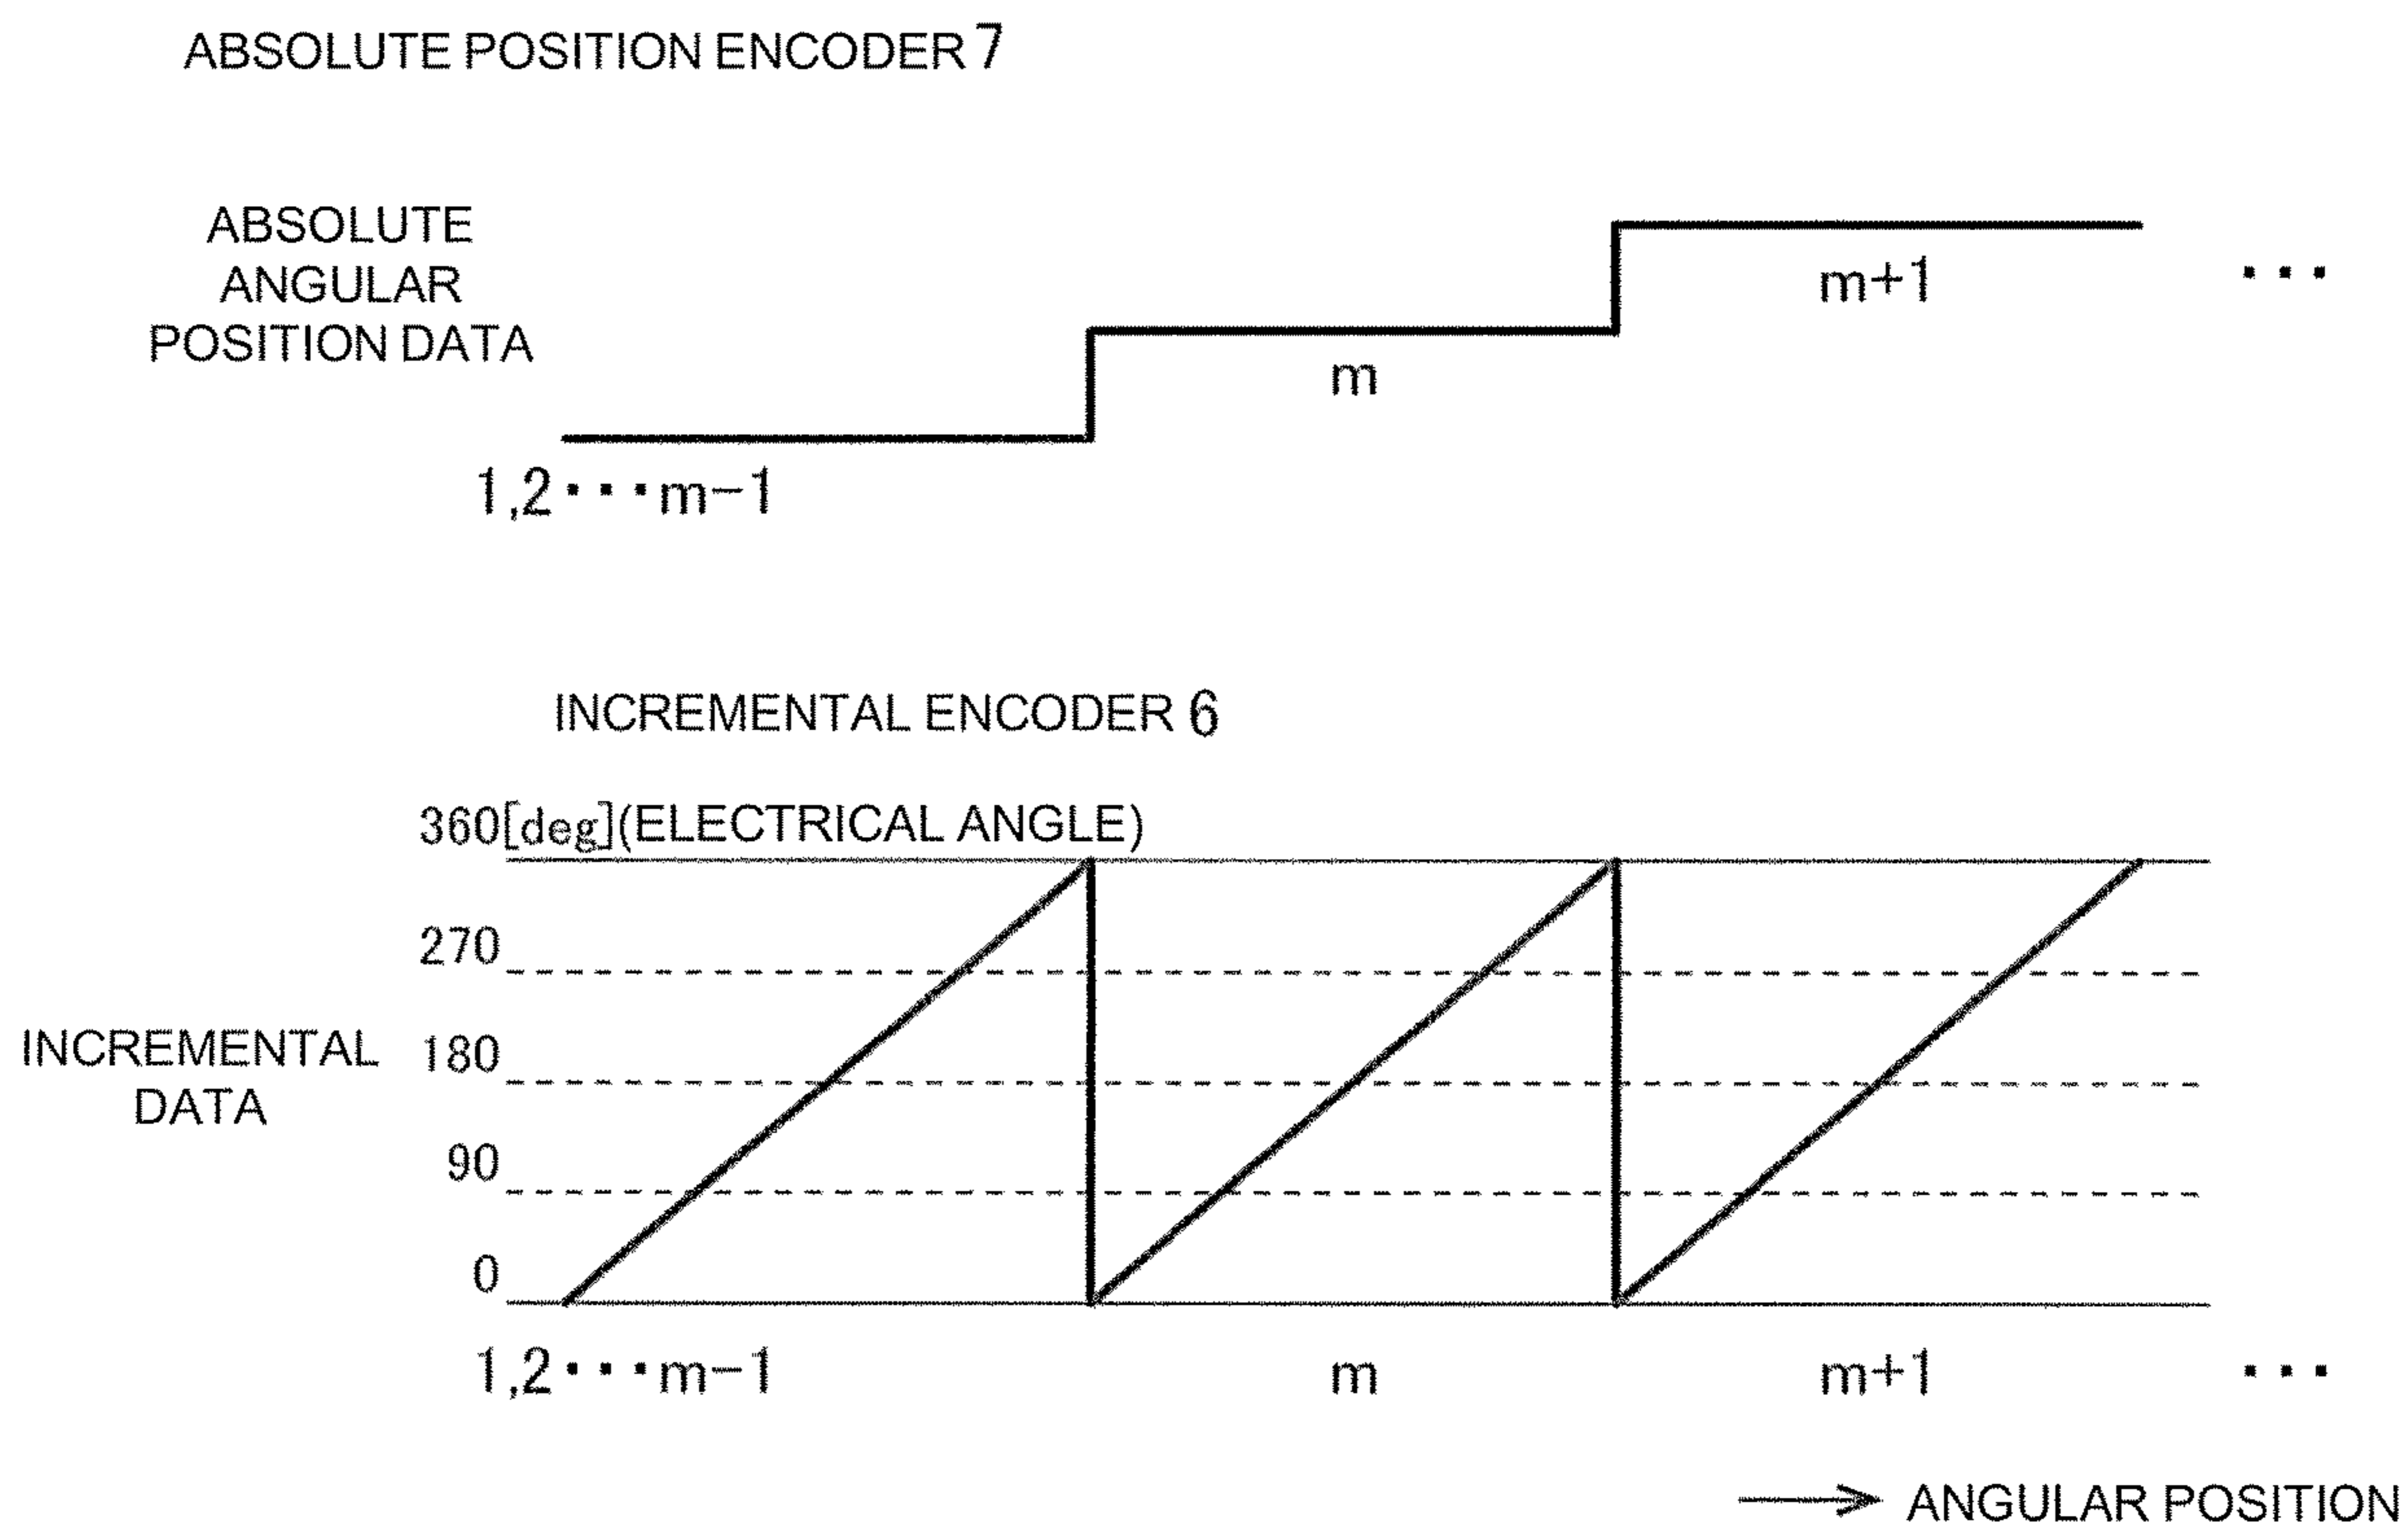 ABSOLUTE POSITION ENCODER 7
ABSOLUTE
ANGULAR
POSITION DATA
m+1
･･･
m
1,2･･･m-1
INCREMENTAL ENCODER 6
360[deg](ELECTRICAL ANGLE)
270
180
90
0
INCREMENTAL
DATA
1,2･･･m-1
m
m+1
･･･
ANGULAR POSITION